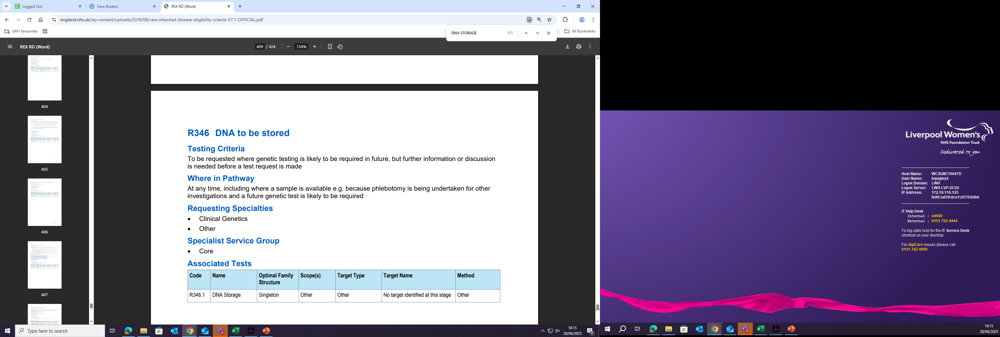 Logged Out
View Rosters
REX RD (Word)
england.nhs.uk/wp-content/uploads/2018/08/rare-inherited-disease-eligibility-criteria-V7.1-OFFICIAL.pdf
LWH Favourites
All Bookmarks
DNA STORAGE 1/1
REX RD (Word)
409 / 424
156%
404
405
406
407
R346 DNA to be stored
Testing Criteria
To be requested where genetic testing is likely to be required in future, but further information or discussion
is needed before a test request is made
Where in Pathway
At any time, including where a sample is available e.g. because phlebotomy is being undertaken for other
investigations and a future genetic test is likely to be required
Requesting Specialties
• Clinical Genetics
• Other
Specialist Service Group
• Core
Associated Tests
Code Name Optimal Family Structure Scope(s) Target Type Target Name Method
R346.1 DNA Storage Singleton Other Other No target identified at this stage Other
Type here to search
4
10:15
28/04/2025
2
Liverpool Women's
NHS Foundation Trust
Dedicated to you
Host Name: WCSGNC16647D
User Name: hquigley2
Logon Domain: LWH
Logon Server: LWH-LVP-DC02
IP Address: 172.19.110.125
fe80::ad59:dce1:d579:6dbd
IT Help Desk
Internal : x4680
External : 0151 702 4444
To log calls look for the IT Service Desk
shortcut on your desktop
For digiCare issues please call
0151 702 4006
4
10:15
28/04/2025